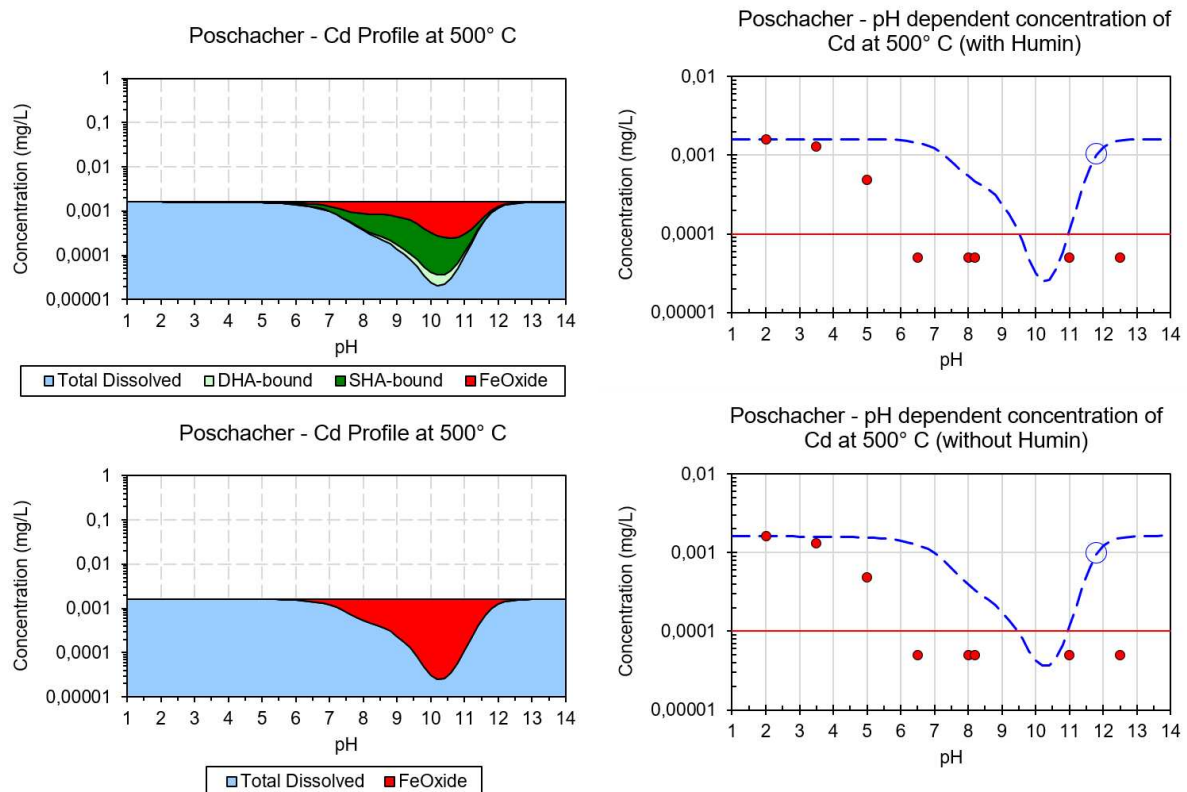 Poschacher - Cd Profile at 500° C
Concentration (mg/L)
1
0,1
0,01
0,001
0,0001
0,00001
1 2 3 4 5 6 7 8 9 10 11 12 13 14
pH
Total Dissolved DHA-bound SHA-bound FeOxide
Poschacher - pH dependent concentration of
Cd at 500° C (with Humin)
Concentration (mg/L)
0,01
0,001
0,0001
0,00001
1 2 3 4 5 6 7 8 9 10 11 12 13 14
pH
Poschacher - Cd Profile at 500° C
Concentration (mg/L)
1
0,1
0,01
0,001
0,0001
0,00001
1 2 3 4 5 6 7 8 9 10 11 12 13 14
pH
Total Dissolved FeOxide
Poschacher - pH dependent concentration of
Cd at 500° C (without Humin)
Concentration (mg/L)
0,01
0,001
0,0001
0,00001
1 2 3 4 5 6 7 8 9 10 11 12 13 14
pH